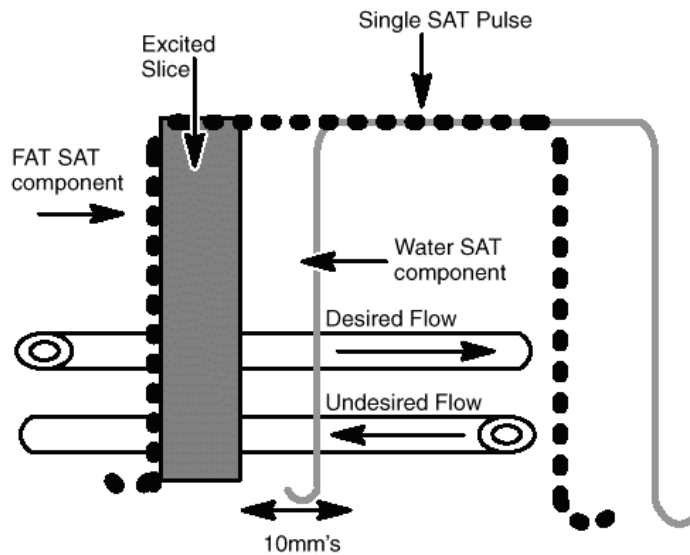 Single SAT Pulse
Excited
Slice
FAT SAT
component
Water SAT
component
Desired Flow
Undesired Flow
10mm's